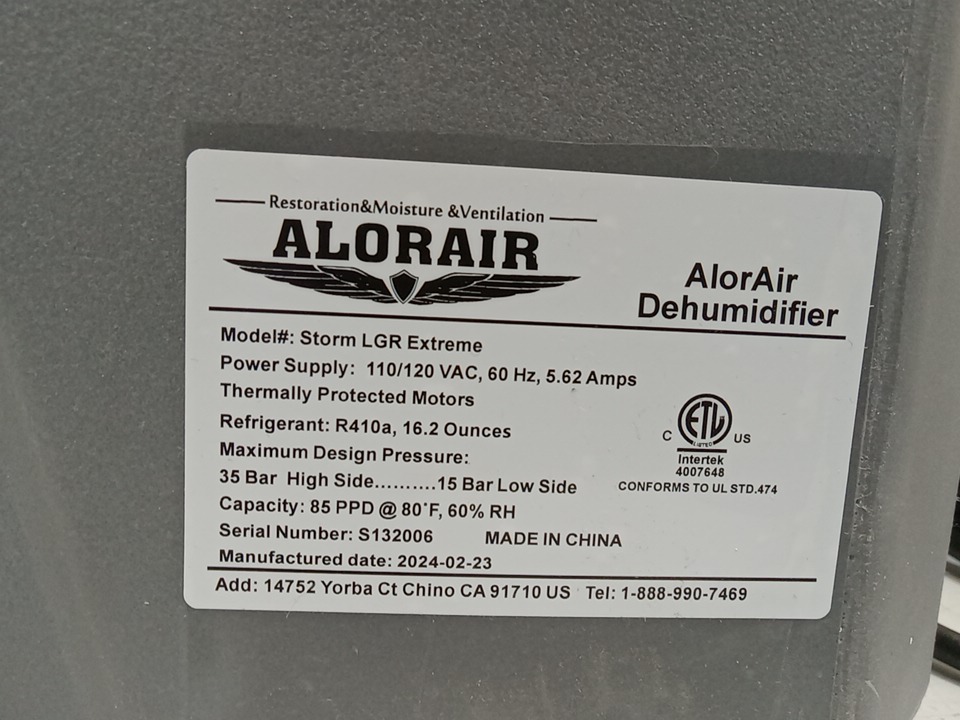 Restoration&Moisture &Ventilation
ALORAIR
AlorAir
Dehumidifier
Model#: Storm LGR Extreme
Power Supply: 110/120 VAC, 60 Hz, 5.62 Amps
Thermally Protected Motors
Refrigerant: R410a, 16.2 Ounces
Maximum Design Pressure:
35 Bar High Side..........15 Bar Low Side
Capacity: 85 PPD @ 80°F, 60% RH
Serial Number: S132006 MADE IN CHINA
Manufactured date: 2024-02-23
C ETL US
LISTED
Intertek
4007648
CONFORMS TO UL STD.474
Add: 14752 Yorba Ct Chino CA 91710 US Tel: 1-888-990-7469